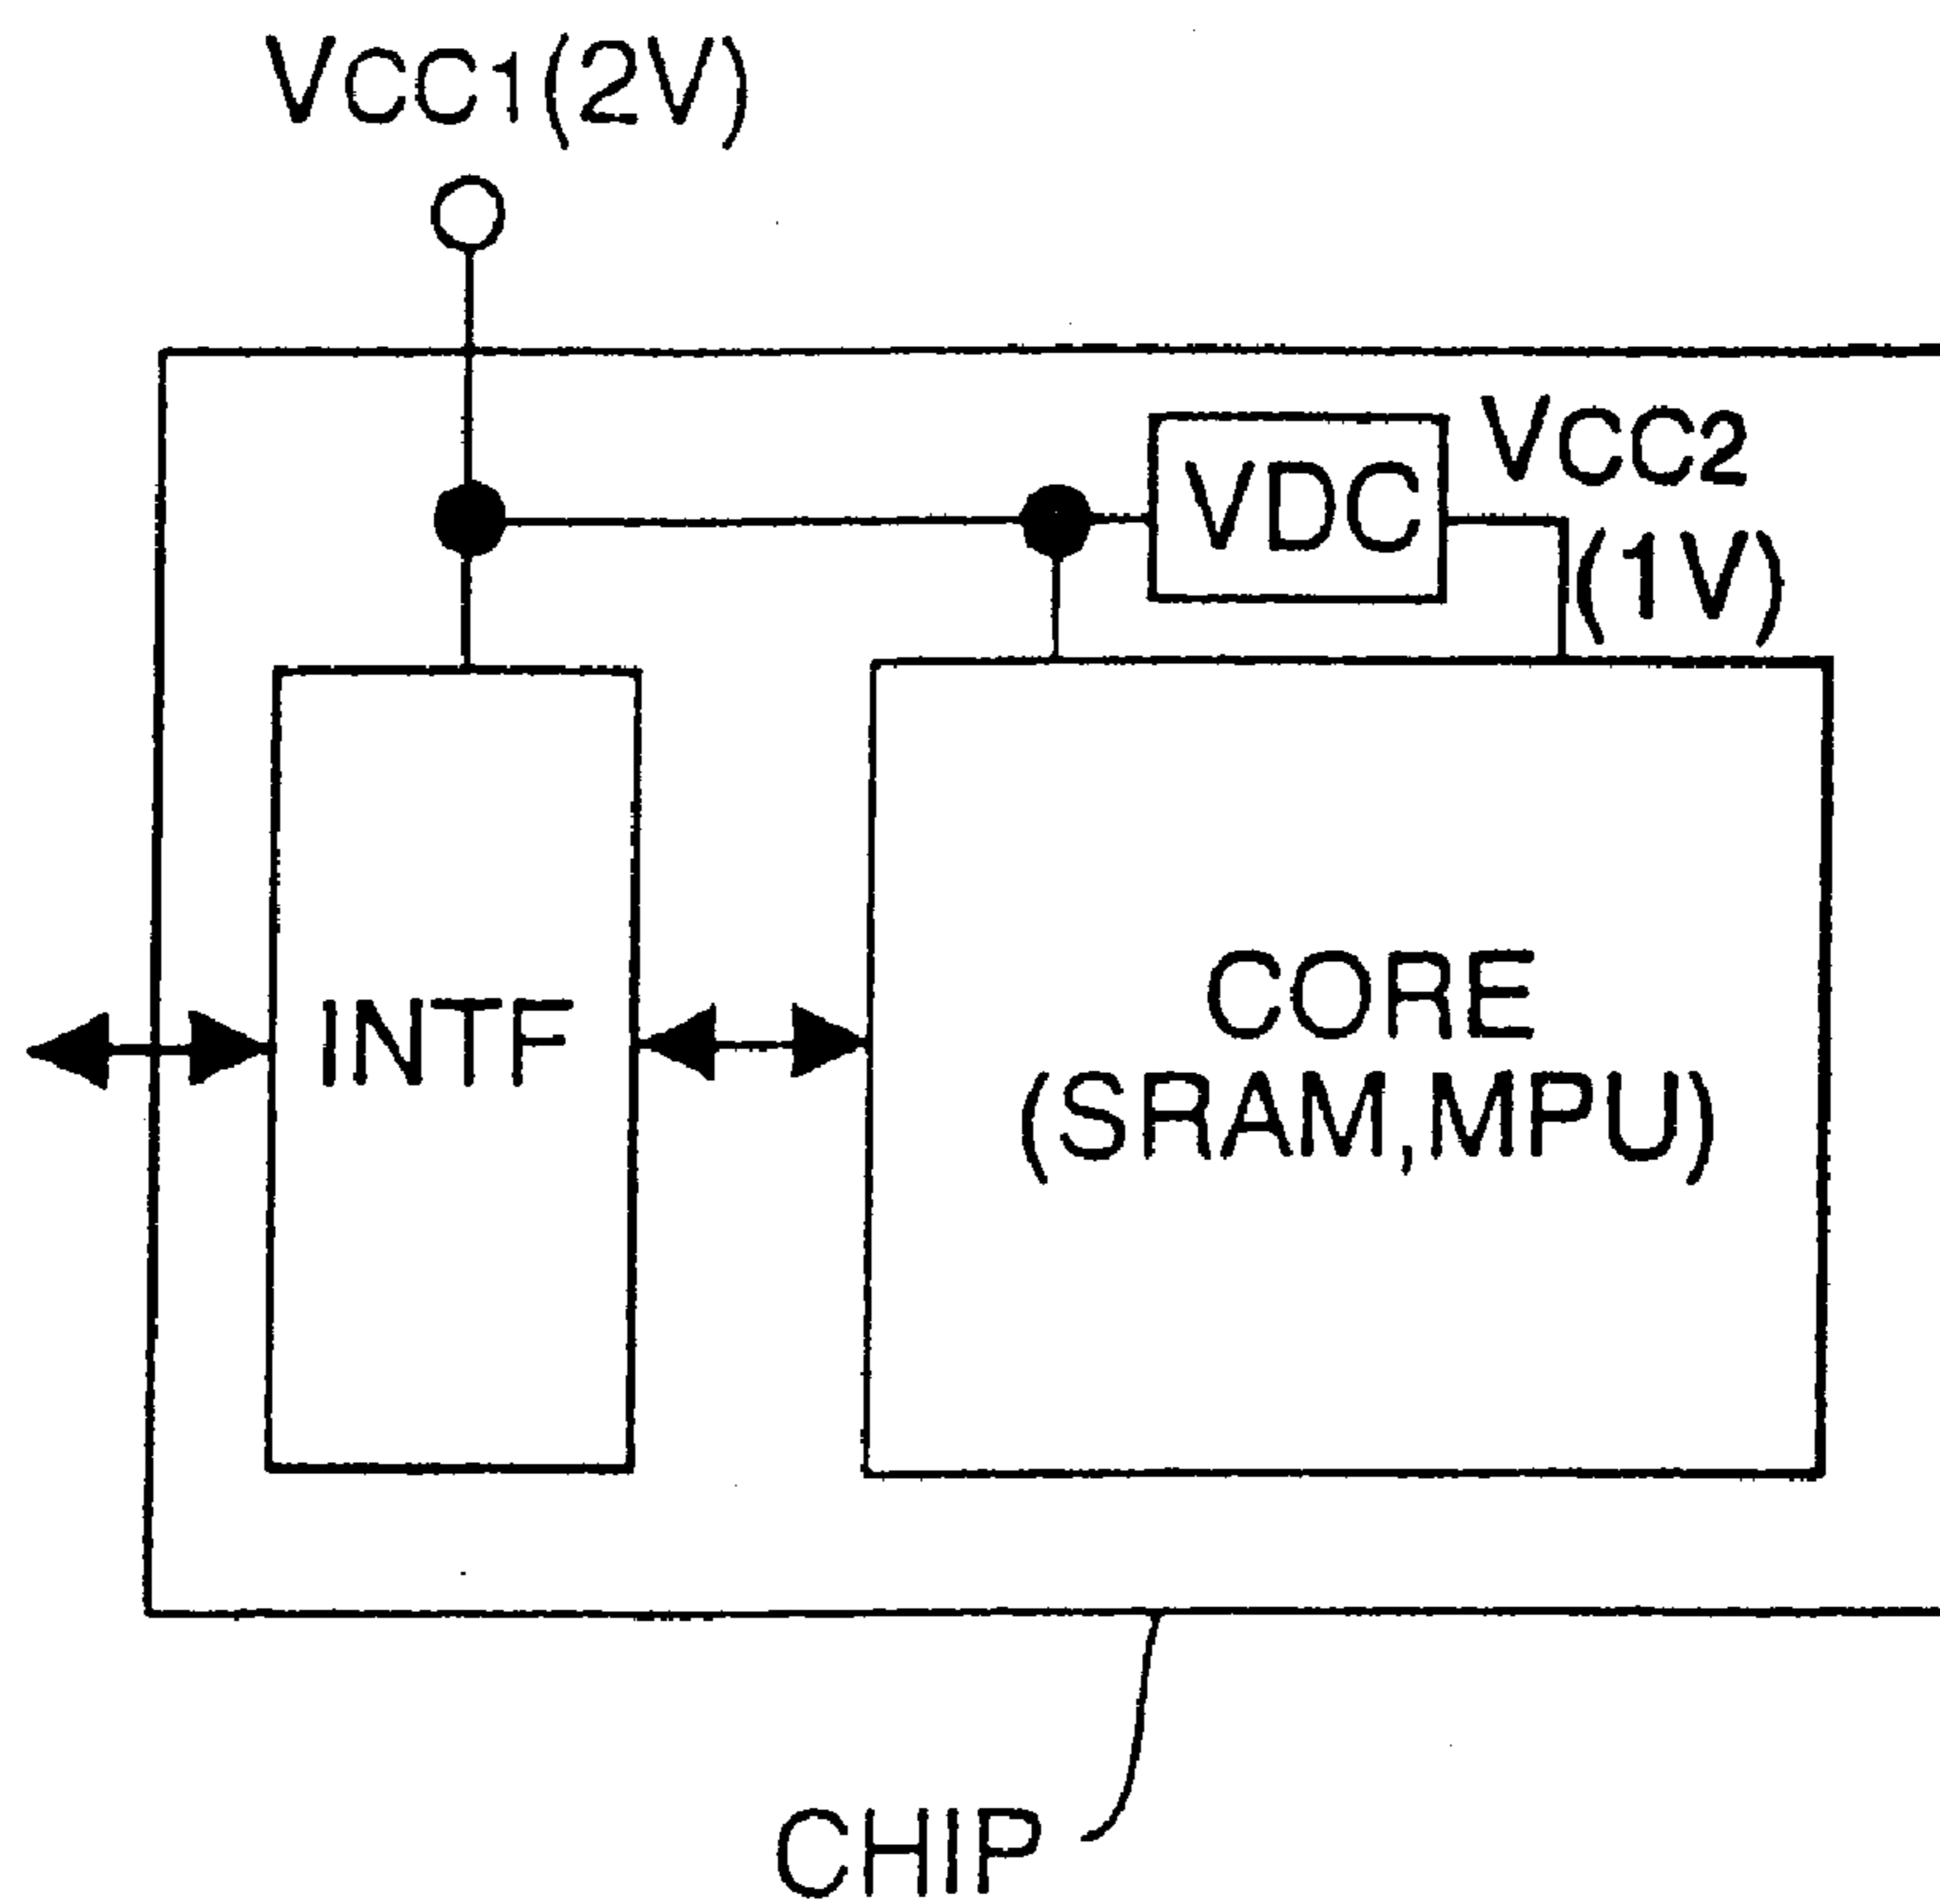 VCC1(2V)
VCC2
VDC
(1V)
INTF
CORE
(SRAM,MPU)
CHIP